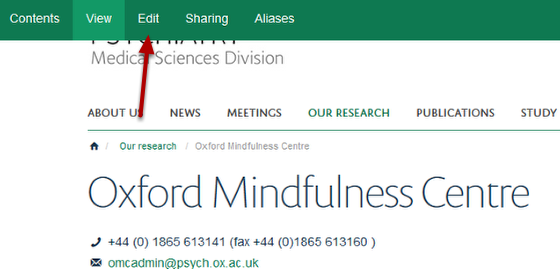 Contents View Edit Sharing Aliases
PSYCHIATRY
Medical Sciences Division
ABOUT US NEWS MEETINGS OUR RESEARCH PUBLICATIONS STUDY
/ Our research / Oxford Mindfulness Centre
Oxford Mindfulness Centre
+44 (0) 1865 613141 (fax +44 (0)1865 613160 )
omcadmin@psych.ox.ac.uk